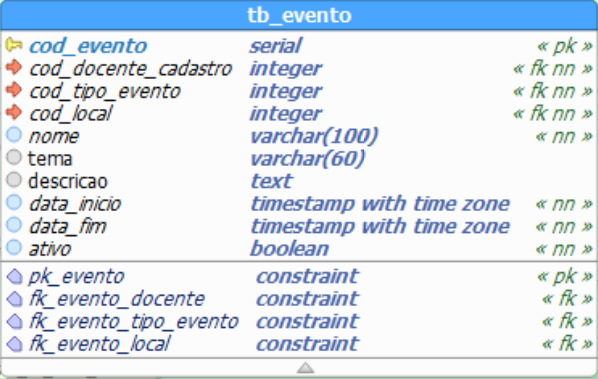 tb_evento
cod_evento serial « pk »
cod_docente_cadastro integer « fk nn »
cod_tipo_evento integer « fk nn »
cod_local integer « fk nn »
nome varchar(100) « nn »
tema varchar(60)
descricao text
data_inicio timestamp with time zone « nn »
data_fim timestamp with time zone « nn »
ativo boolean « nn »
pk_evento constraint « pk »
fk_evento_docente constraint « fk »
fk_evento_tipo_evento constraint « fk »
fk_evento_local constraint « fk »